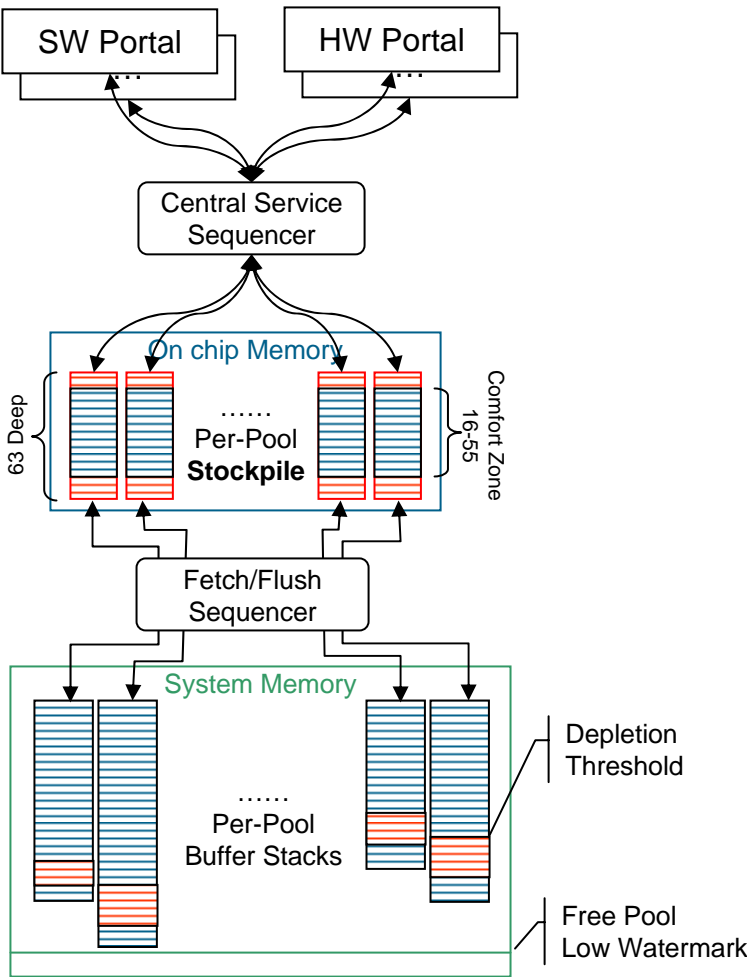 SW Portal
...
HW Portal
...
Central Service
Sequencer
On chip Memory
63 Deep
......
Per-Pool
Stockpile
Comfort Zone
16-55
Fetch/Flush
Sequencer
System Memory
......
Per-Pool
Buffer Stacks
Depletion
Threshold
Free Pool
Low Watermark